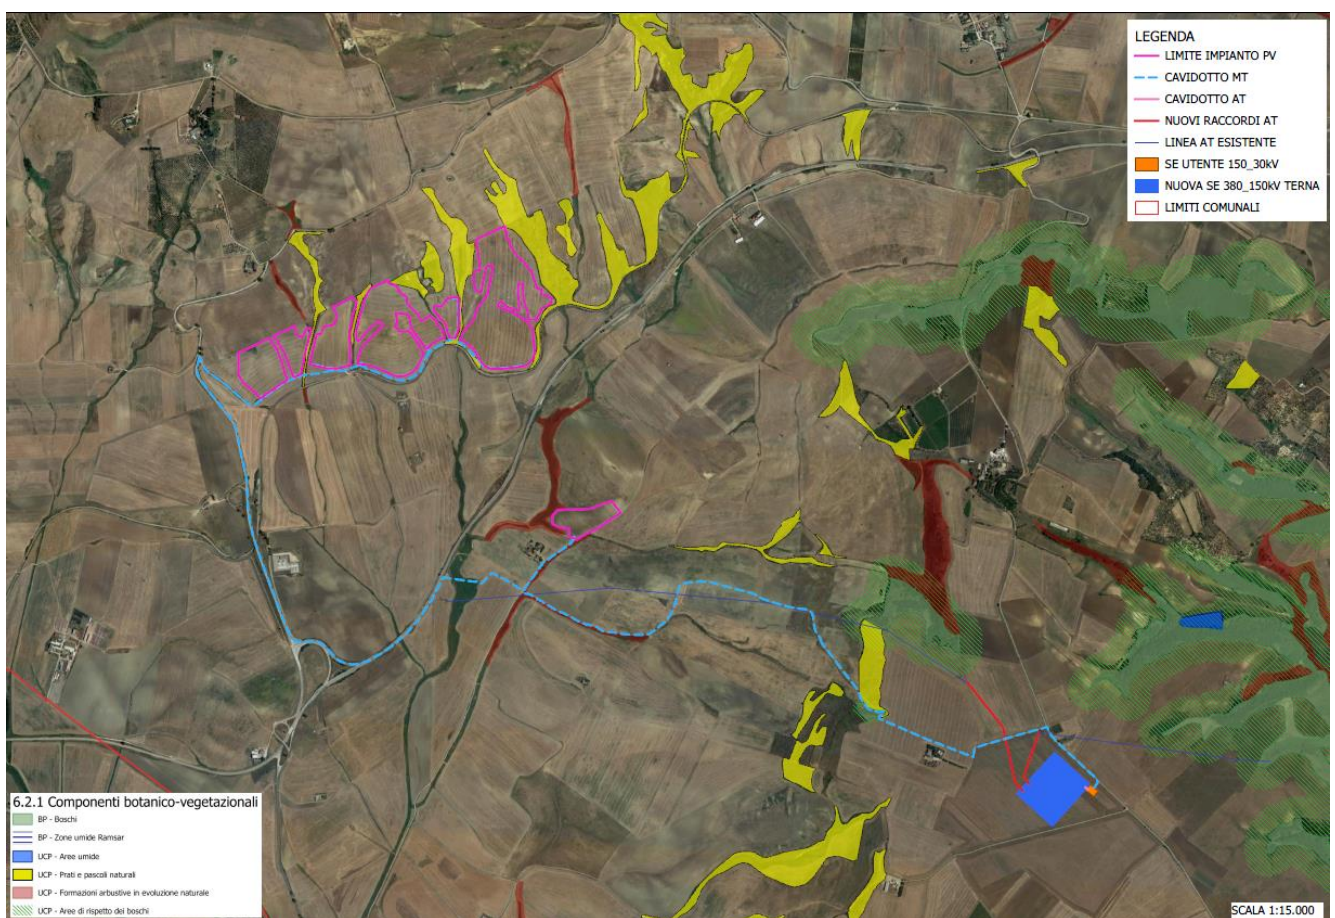 LEGENDA
LIMITE IMPIANTO PV
CAVIDOTTO MT
CAVIDOTTO AT
NUOVI RACCORDI AT
LINEA AT ESISTENTE
SE UTENTE 150_30kV
NUOVA SE 380_150kV TERNA
LIMITI COMUNALI
6.2.1 Componenti botanico-vegetazionali
BP - Boschi
BP - Zone umide Ramsar
UCP - Aree umide
UCP - Prati e pascoli naturali
UCP - Formazioni arbustive in evoluzione naturale
UCP - Aree di rispetto dei boschi
SCALA 1:15.000